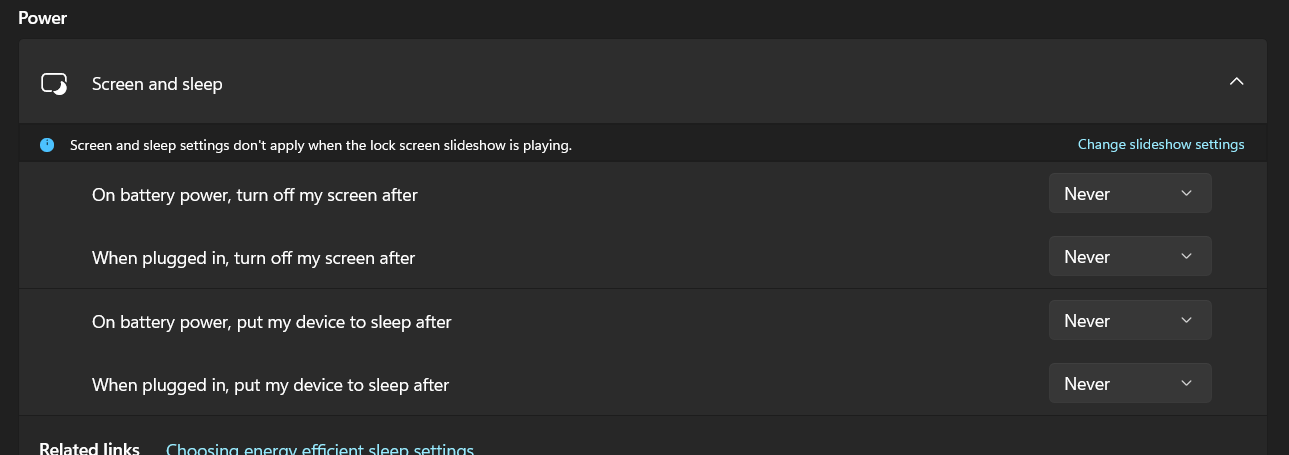 Power
Screen and sleep
Screen and sleep settings don't apply when the lock screen slideshow is playing. Change slideshow settings
On battery power, turn off my screen after Never
When plugged in, turn off my screen after Never
On battery power, put my device to sleep after Never
When plugged in, put my device to sleep after Never
Related links Choosing energy efficient sleep settings